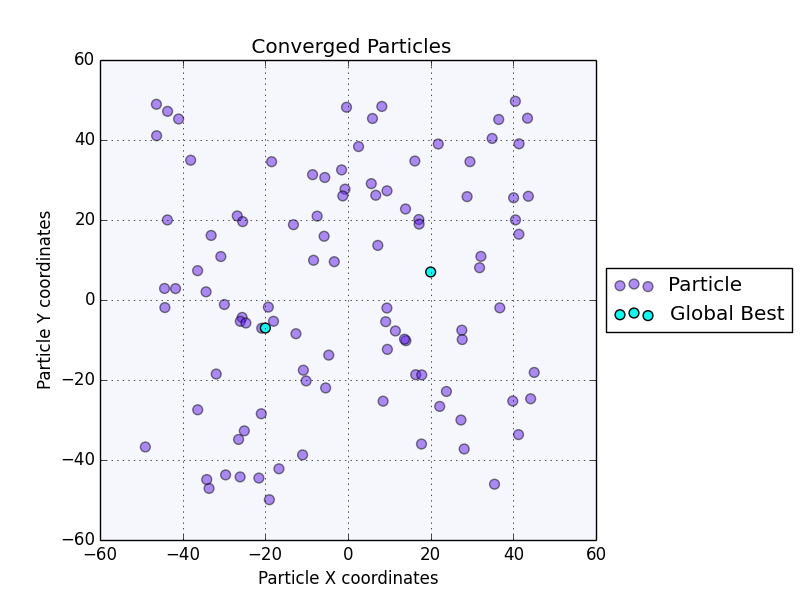 Converged Particles
60
40
20
0
−20
−40
−60
−60 −40 −20 0 20 40 60
Particle Y coordinates
Particle X coordinates
Particle
Global Best